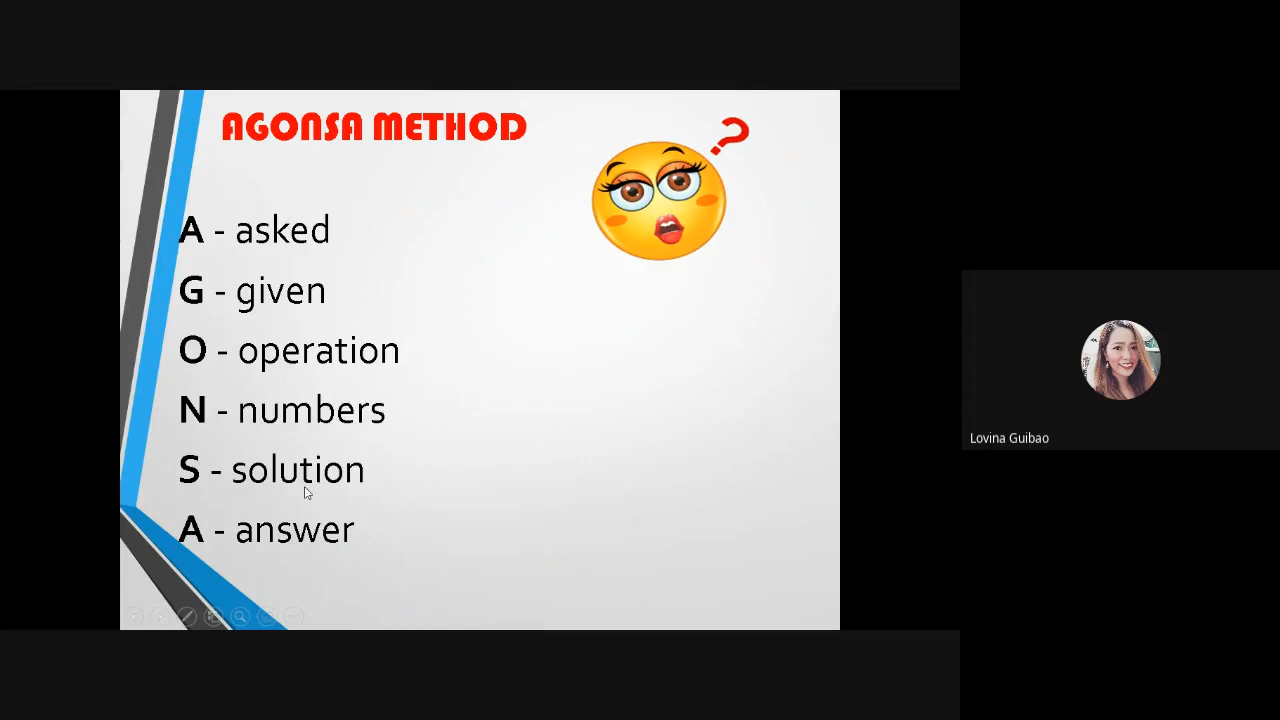 AGONSA METHOD
?
A - asked
G - given
O - operation
N - numbers
S - solution
A - answer
Lovina Guibao